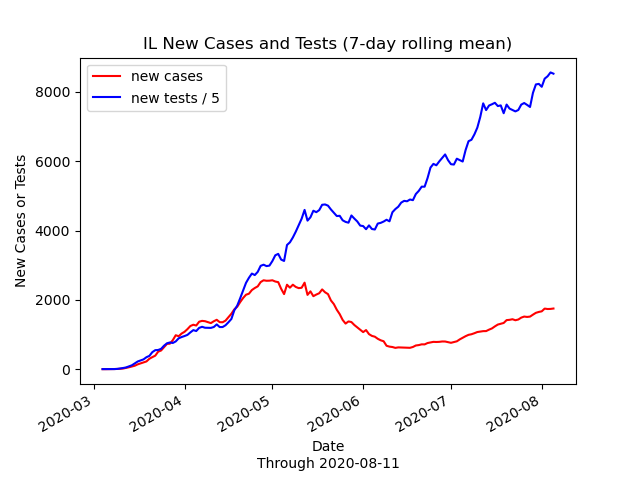 IL New Cases and Tests (7-day rolling mean)
new cases
new tests / 5
New Cases or Tests
8000
6000
4000
2000
0
2020-03
2020-04
2020-05
2020-06
2020-07
2020-08
Date
Through 2020-08-11